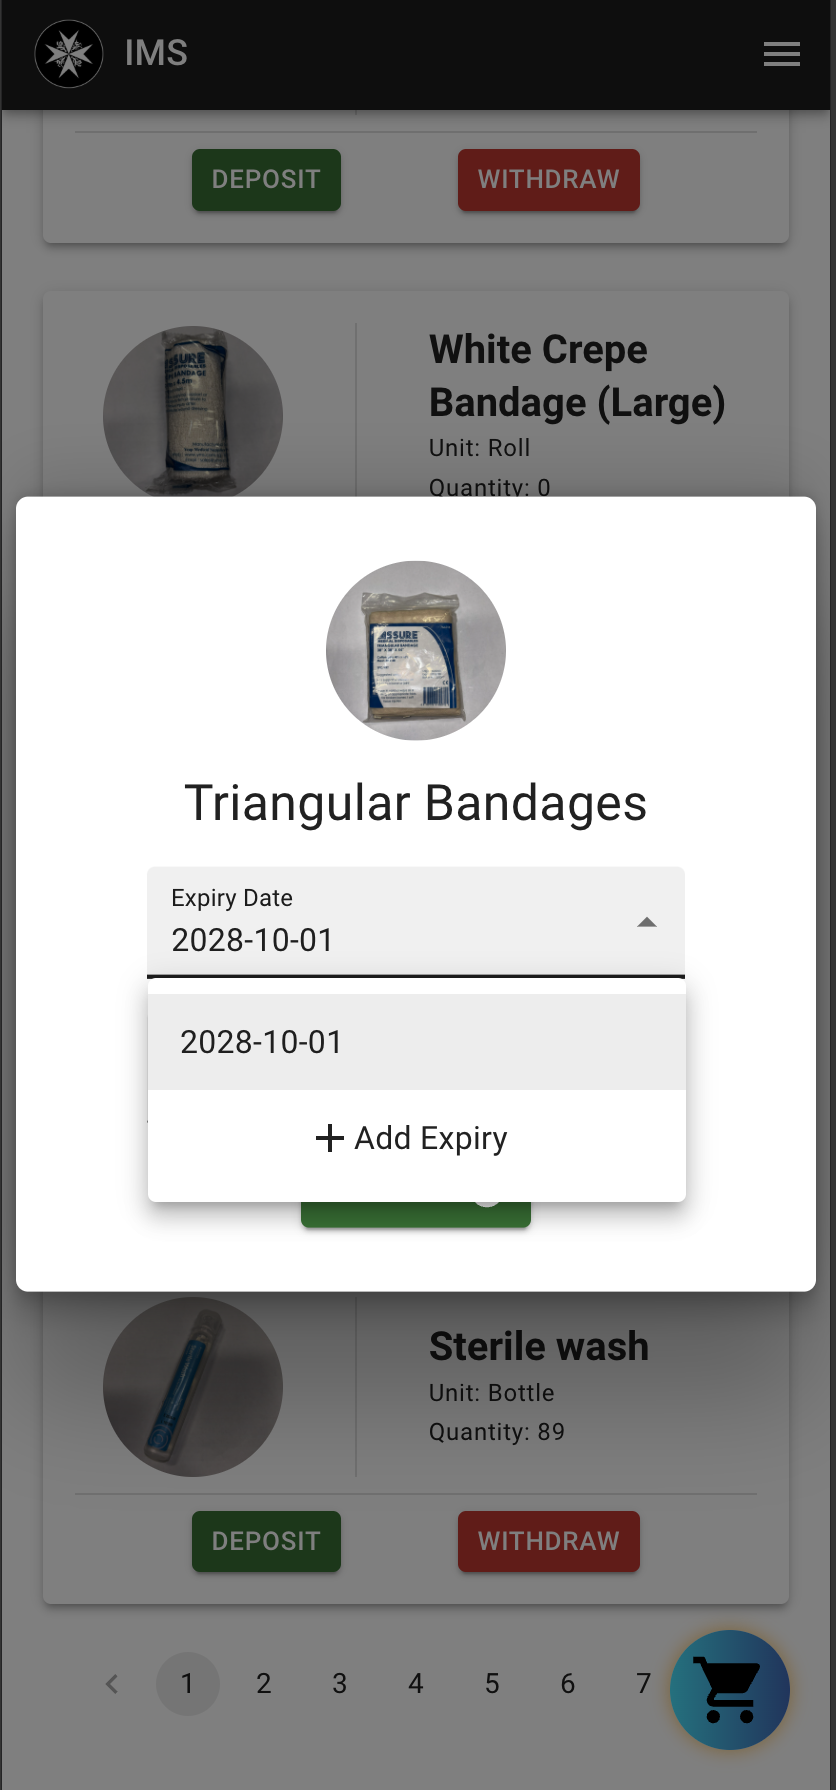 IMS
DEPOSIT
WITHDRAW
White Crepe
Bandage (Large)
Unit: Roll
Quantity: 0
ASSURE
Triangular Bandages
Expiry Date
2028-10-01
2028-10-01
+ Add Expiry
Sterile wash
Unit: Bottle
Quantity: 89
DEPOSIT
WITHDRAW
< 1 2 3 4 5 6 7